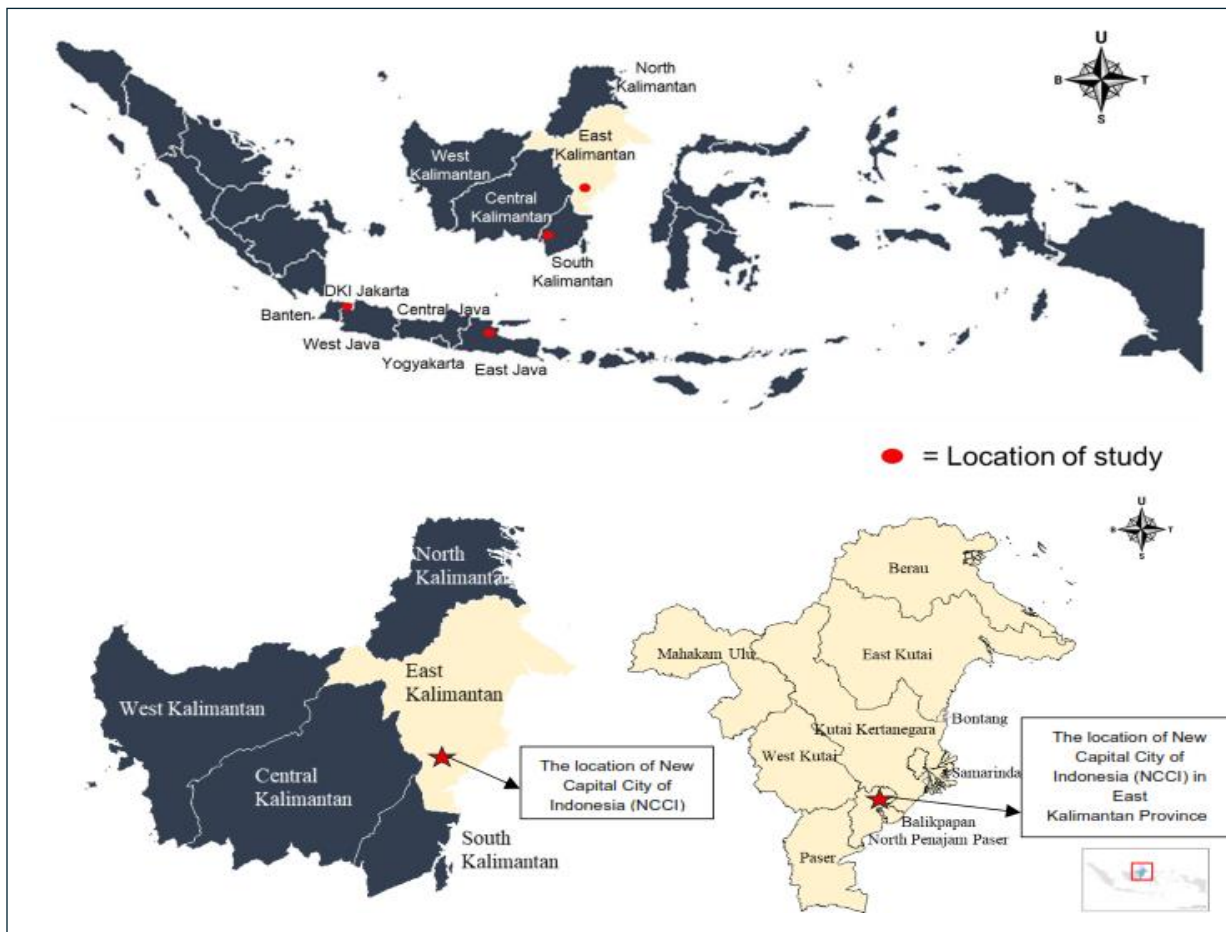 U
B
T
S
North
Kalimantan
East
Kalimantan
West
Kalimantan
Central
Kalimantan
South
Kalimantan
DKI Jakarta
Banten
Central Java
West Java
Yogyakarta
East Java
= Location of study
North
Kalimantan
East
Kalimantan
West Kalimantan
Central
Kalimantan
South
Kalimantan
The location of New
Capital City of
Indonesia (NCCI)
U
B
T
S
Berau
Mahakam Ulu
East Kutai
Kutai Kertanegara
Bontang
West Kutai
Samarinda
Balikpapan
North Penajam Paser
Paser
The location of New
Capital City of
Indonesia (NCCI) in
East
Kalimantan Province